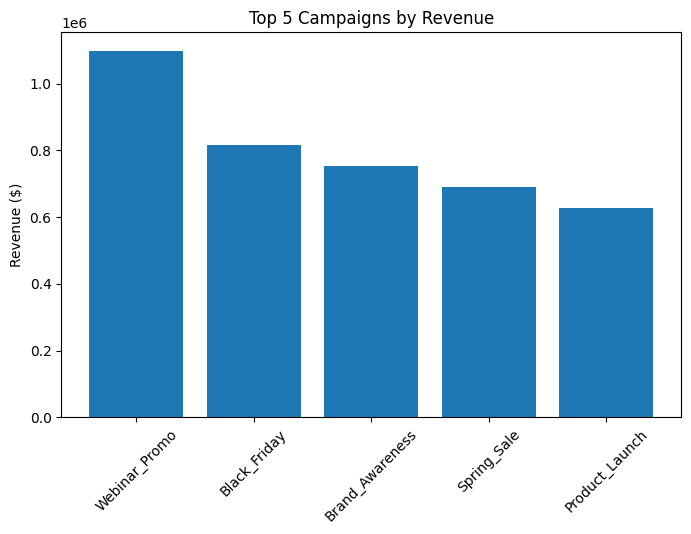 Top 5 Campaigns by Revenue
1e6
Revenue ($)
1.0
0.8
0.6
0.4
0.2
0.0
Webinar_Promo
Black_Friday
Brand_Awareness
Spring_Sale
Product_Launch